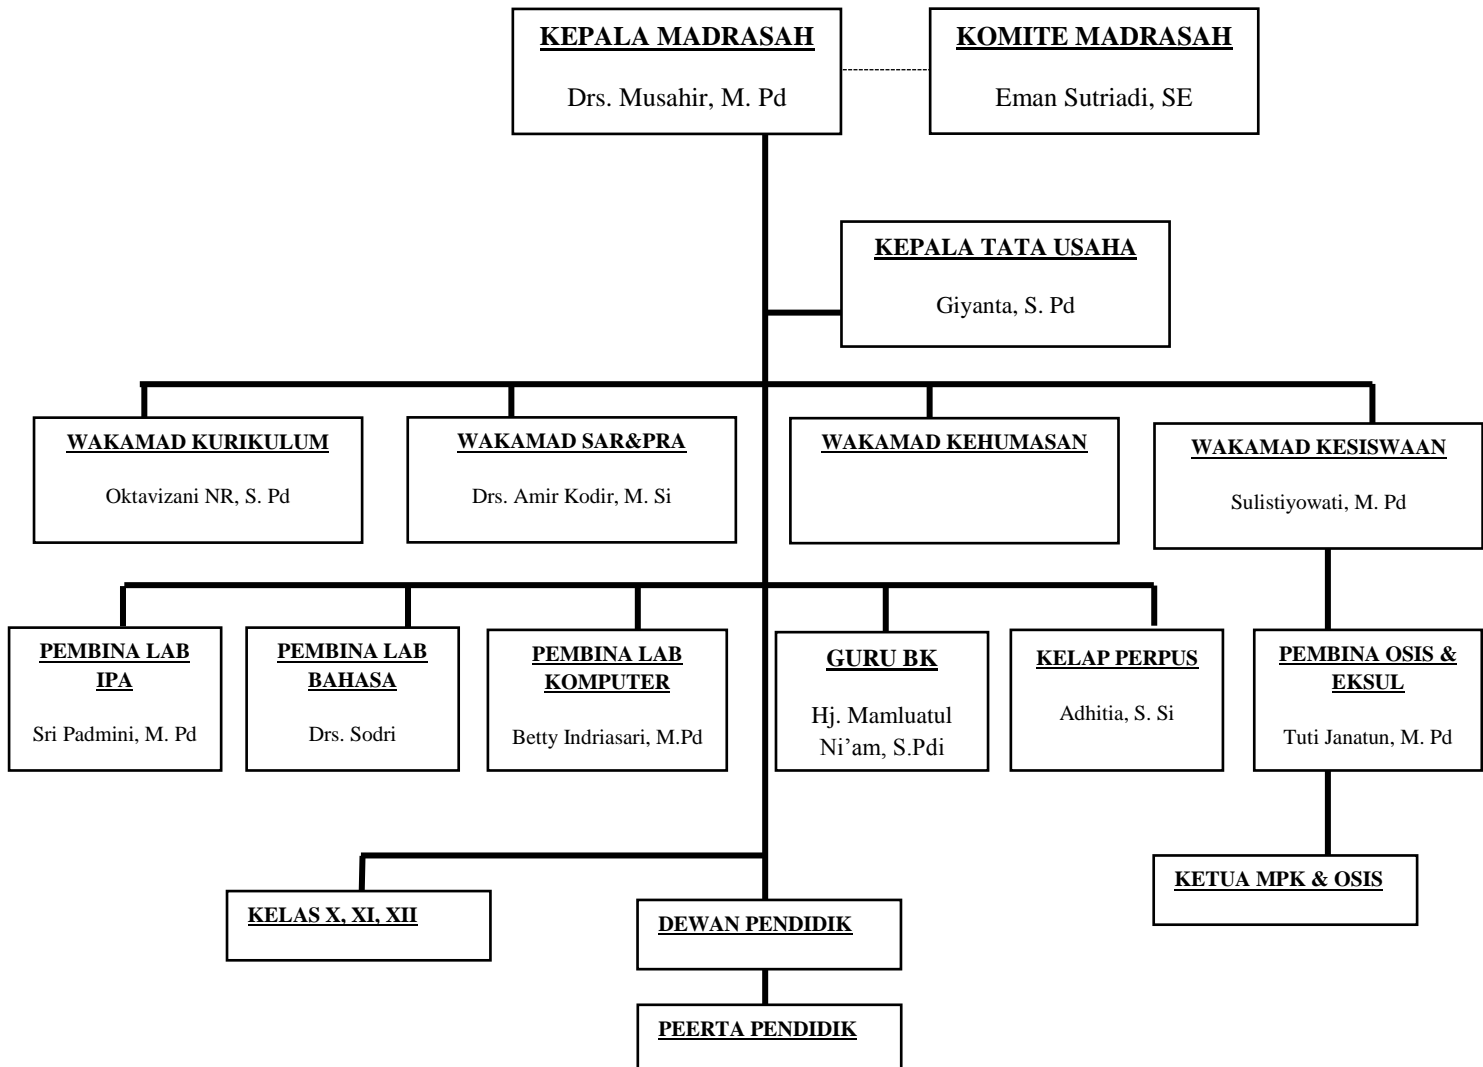 KEPALA MADRASAH
Drs. Musahir, M. Pd
KOMITE MADRASAH
Eman Sutriadi, SE
KEPALA TATA USAHA
Giyanta, S. Pd
WAKAMAD KURIKULUM
Oktavizani NR, S. Pd
WAKAMAD SAR&PRA
Drs. Amir Kodir, M. Si
WAKAMAD KEHUMASAN
WAKAMAD KESISWAAN
Sulistiyowati, M. Pd
PEMBINA LAB
IPA
Sri Padmini, M. Pd
PEMBINA LAB
BAHASA
Drs. Sodri
PEMBINA LAB
KOMPUTER
Betty Indriasari, M.Pd
GURU BK
Hj. Mamluatul
Ni’am, S.Pdi
KELAP PERPUS
Adhitia, S. Si
PEMBINA OSIS &
EKSUL
Tuti Janatun, M. Pd
KELAS X, XI, XII
DEWAN PENDIDIK
KETUA MPK & OSIS
PEERTA PENDIDIK